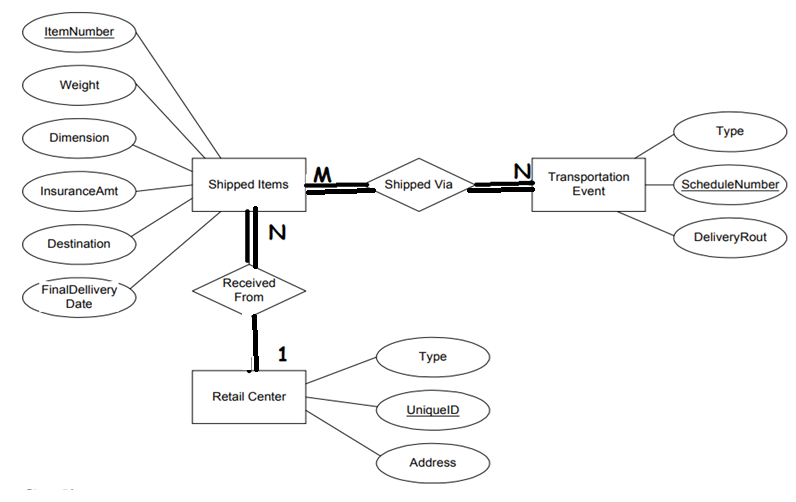 ItemNumber
Weight
Dimension
InsuranceAmt
Destination
FinalDellivery
Date
Shipped Items
M
Shipped Via
N
Transportation
Event
Type
ScheduleNumber
DeliveryRout
N
Received
From
1
Retail Center
Type
UniqueID
Address